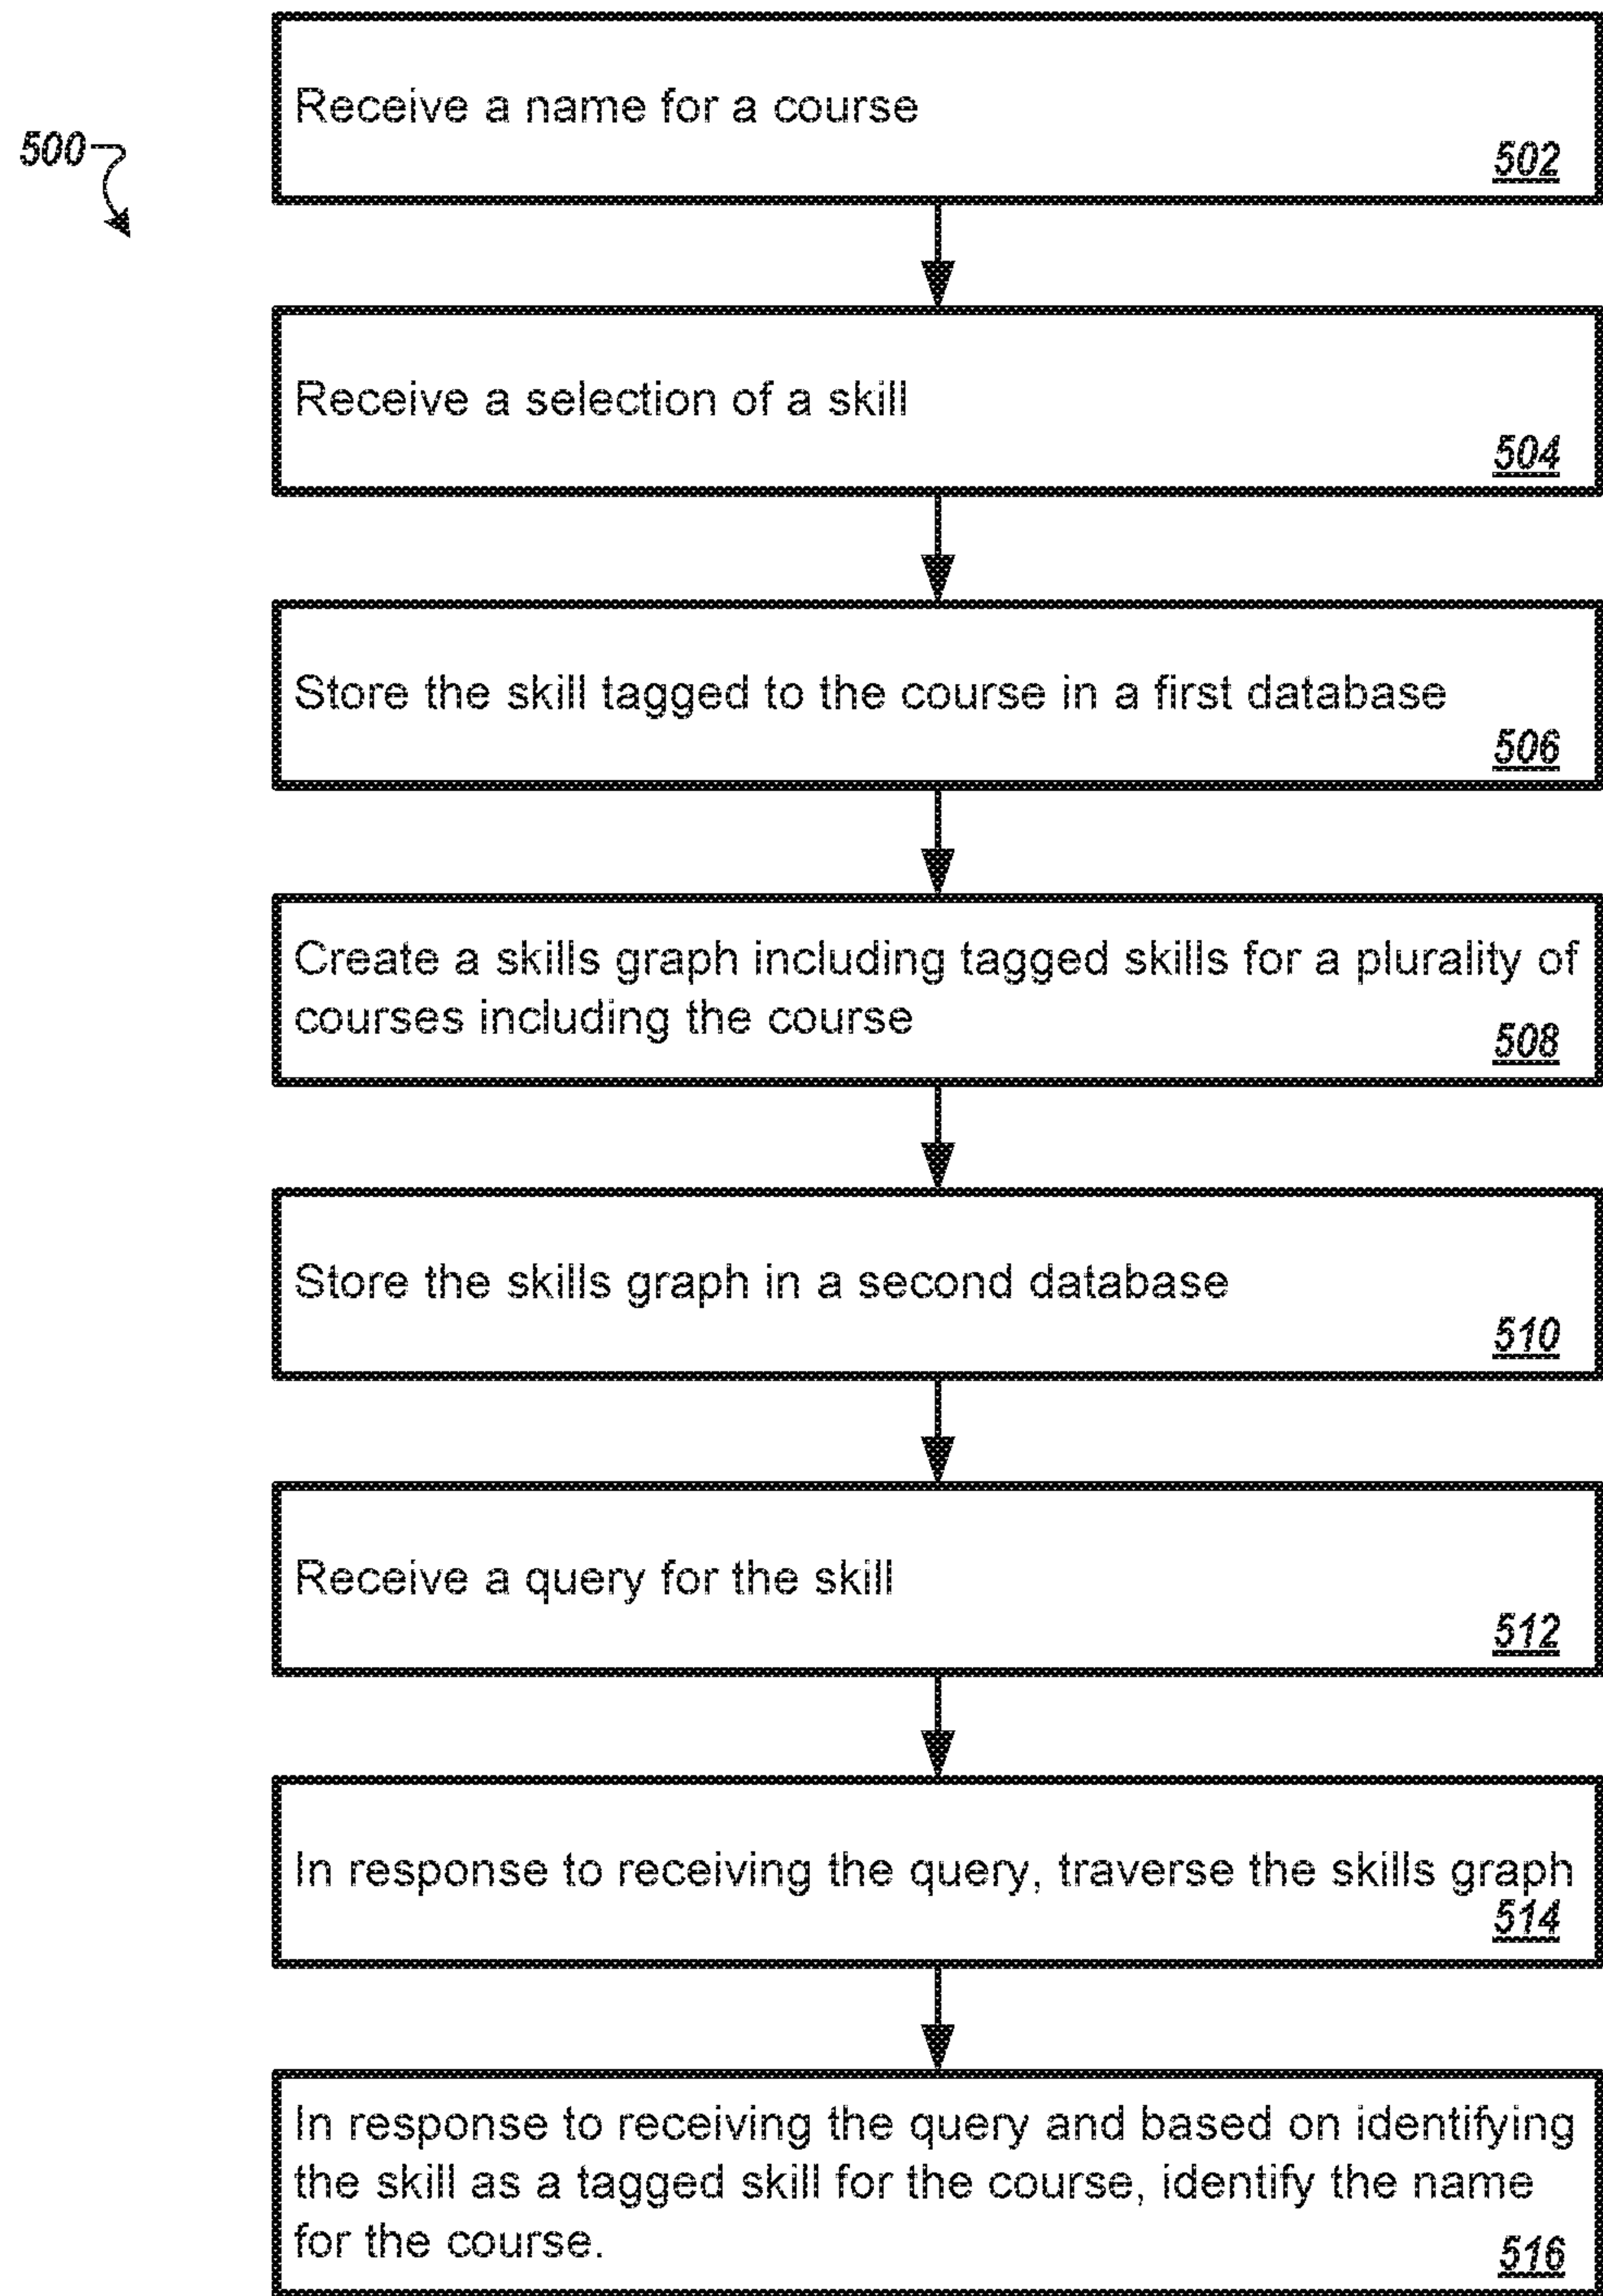 500
Receive a name for a course
502
Receive a selection of a skill
504
Store the skill tagged to the course in a first database
506
Create a skills graph including tagged skills for a plurality of
courses including the course
508
Store the skills graph in a second database
510
Receive a query for the skill
512
In response to receiving the query, traverse the skills graph
514
In response to receiving the query and based on identifying
the skill as a tagged skill for the course, identify the name
for the course.
516